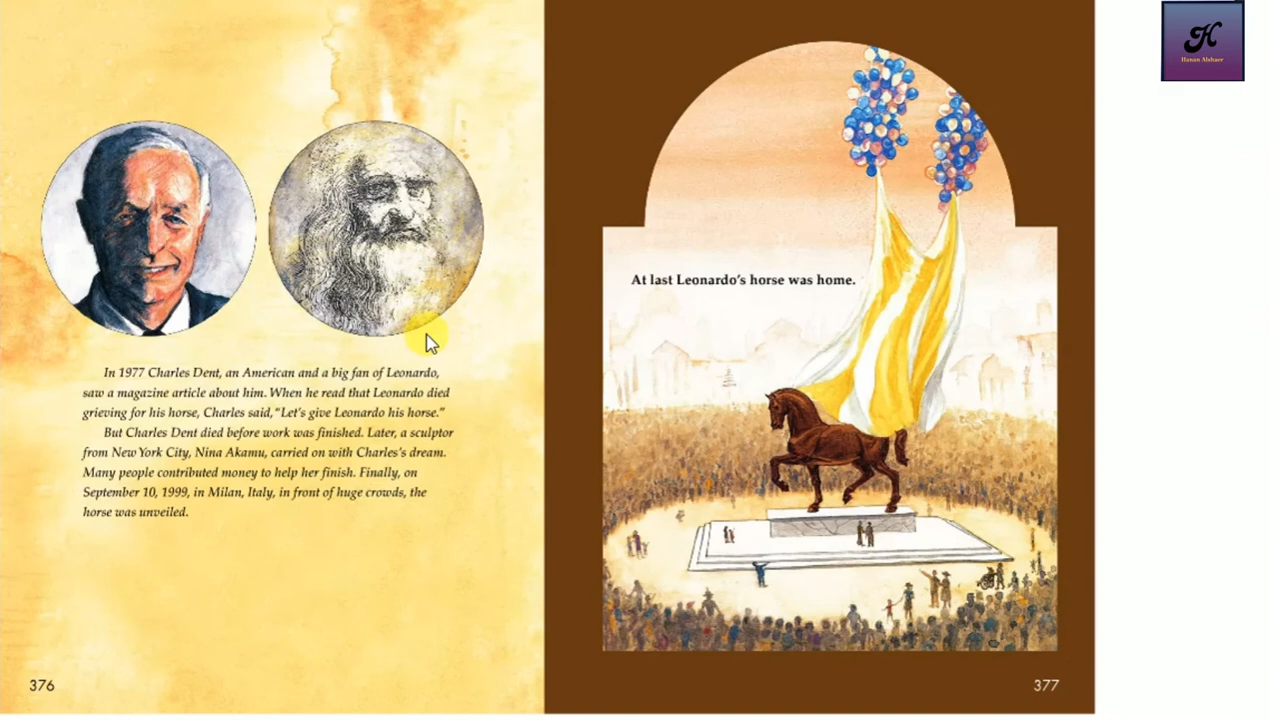 In 1977 Charles Dent, an American and a big fan of Leonardo,
saw a magazine article about him. When he read that Leonardo died
grieving for his horse, Charles said, "Let's give Leonardo his horse."
But Charles Dent died before work was finished. Later, a sculptor
from New York City, Nina Akamu, carried on with Charles's dream.
Many people contributed money to help her finish. Finally, on
September 10, 1999, in Milan, Italy, in front of huge crowds, the
horse was unveiled.
376
At last Leonardo's horse was home.
377
H
Hanan Alshaer